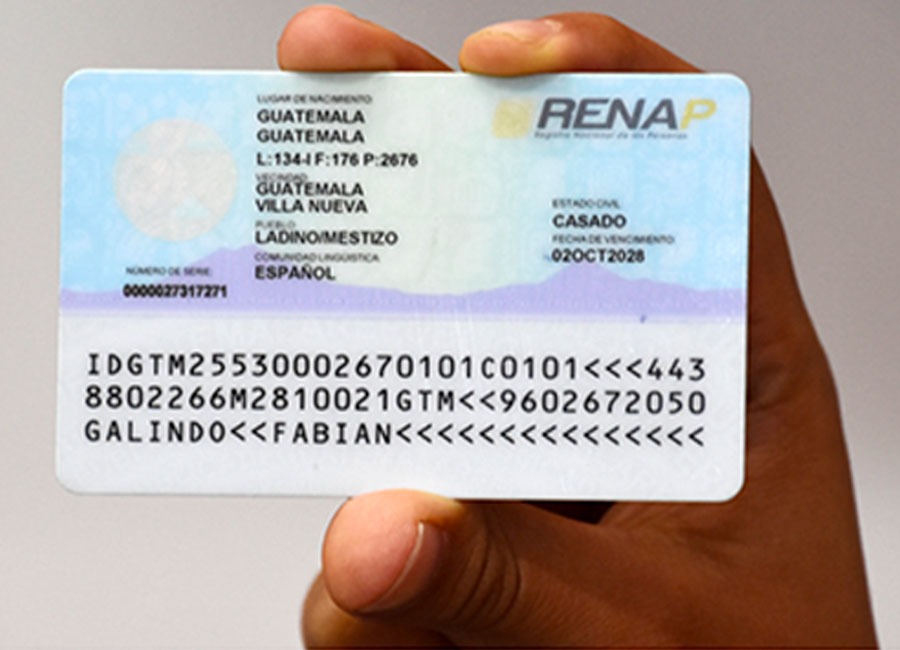 LUGAR DE NACIMIENTO:
GUATEMALA
GUATEMALA
L:134-I F:176 P:2676
VECINDAD:
GUATEMALA
VILLA NUEVA
PUEBLO:
LADINO/MESTIZO
COMUNIDAD LINGÜISTICA
ESPAÑOL
NÚMERO DE SERIE:
0000027317271
RENAP
Registro Nacional de las Personas
ESTADO CIVIL
CASADO
FECHA DE VENCIMIENTO:
02OCT2028
IDGTM25530002670101C0101<<<443
8802266M2810021GTM<<9602672050
GALINDO<<FABIAN<<<<<<<<<<<<<<<